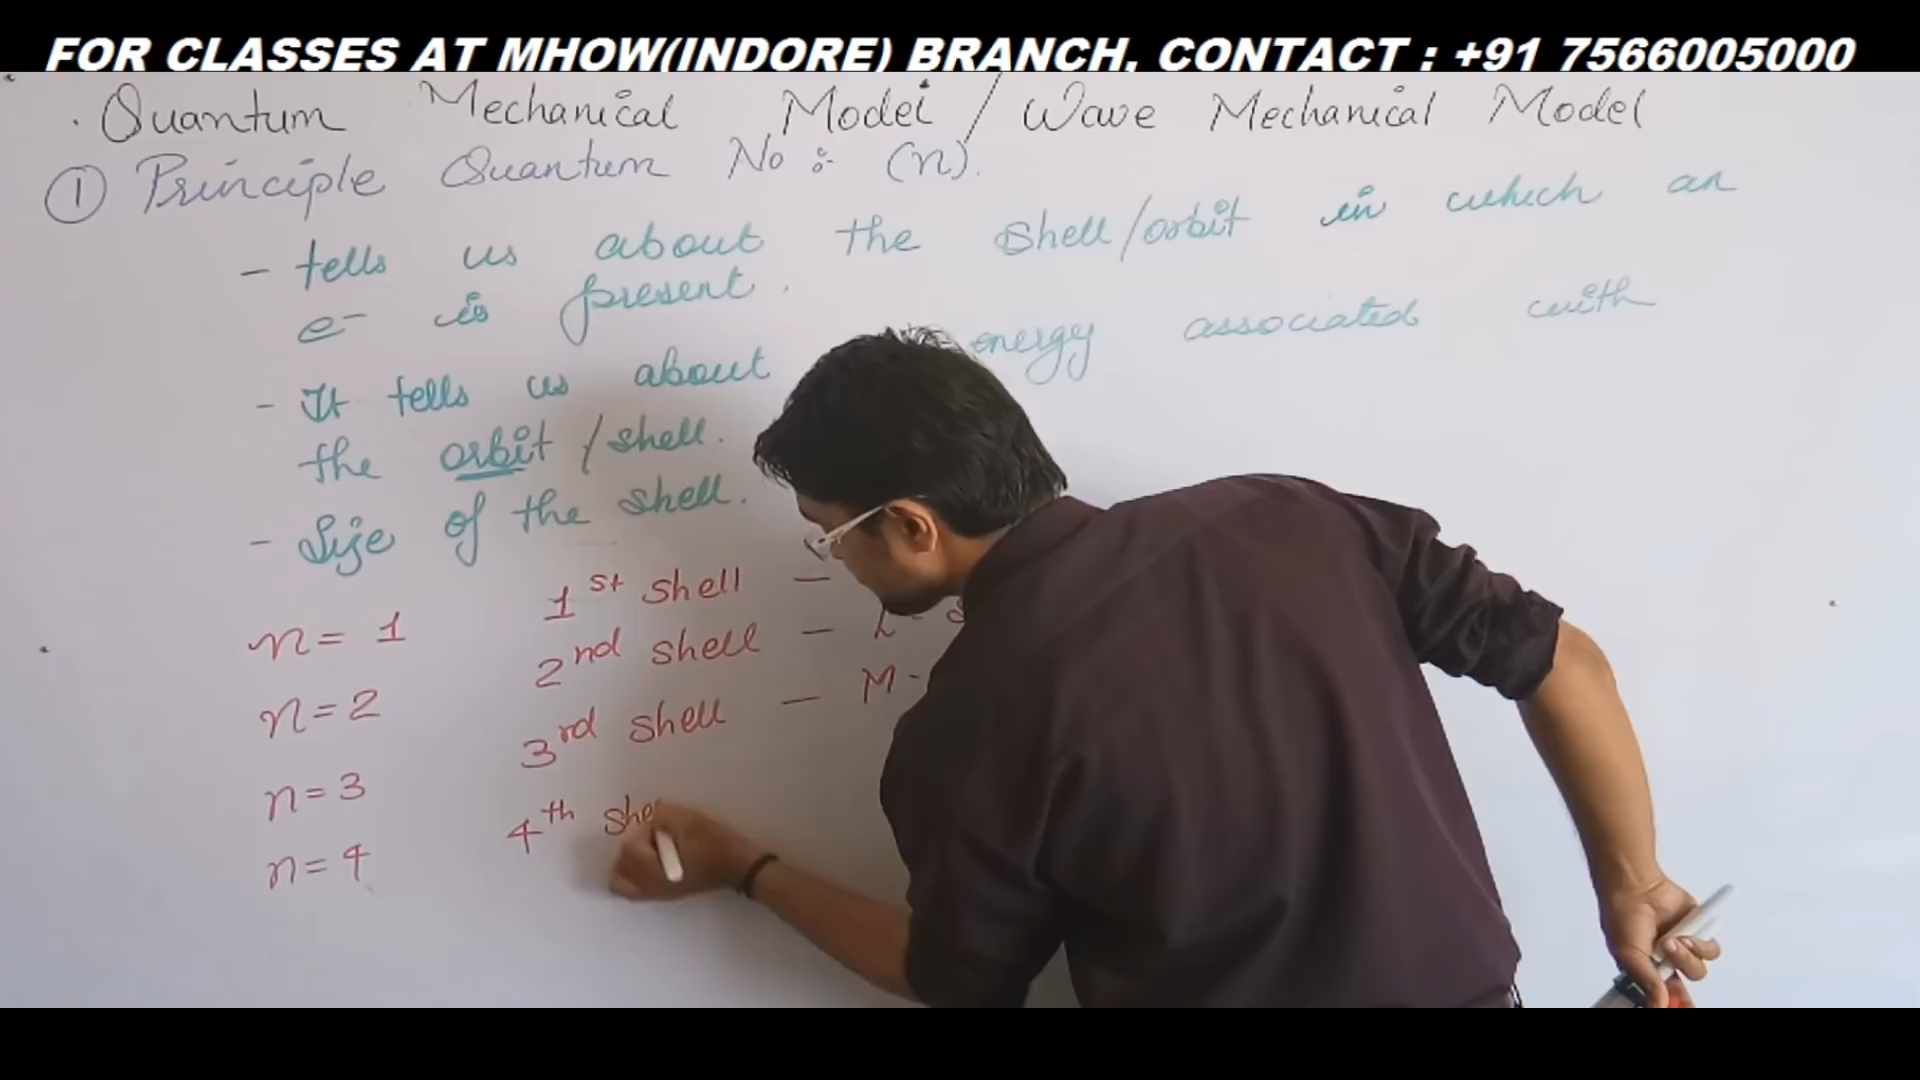 FOR CLASSES AT MHOW(INDORE) BRANCH, CONTACT : +91 7566005000
Quantum Mechanical Model / Wave Mechanical Model
① Principle Quantum No :- (n).
- tells us about the shell/orbit in which an
e⁻ is present.
- It tells us about energy associated with
the orbit / shell.
- Size of the shell.
n = 1 1st shell –
n = 2 2nd shell – L - S
n = 3 3rd shell – M -
n = 4 4th she